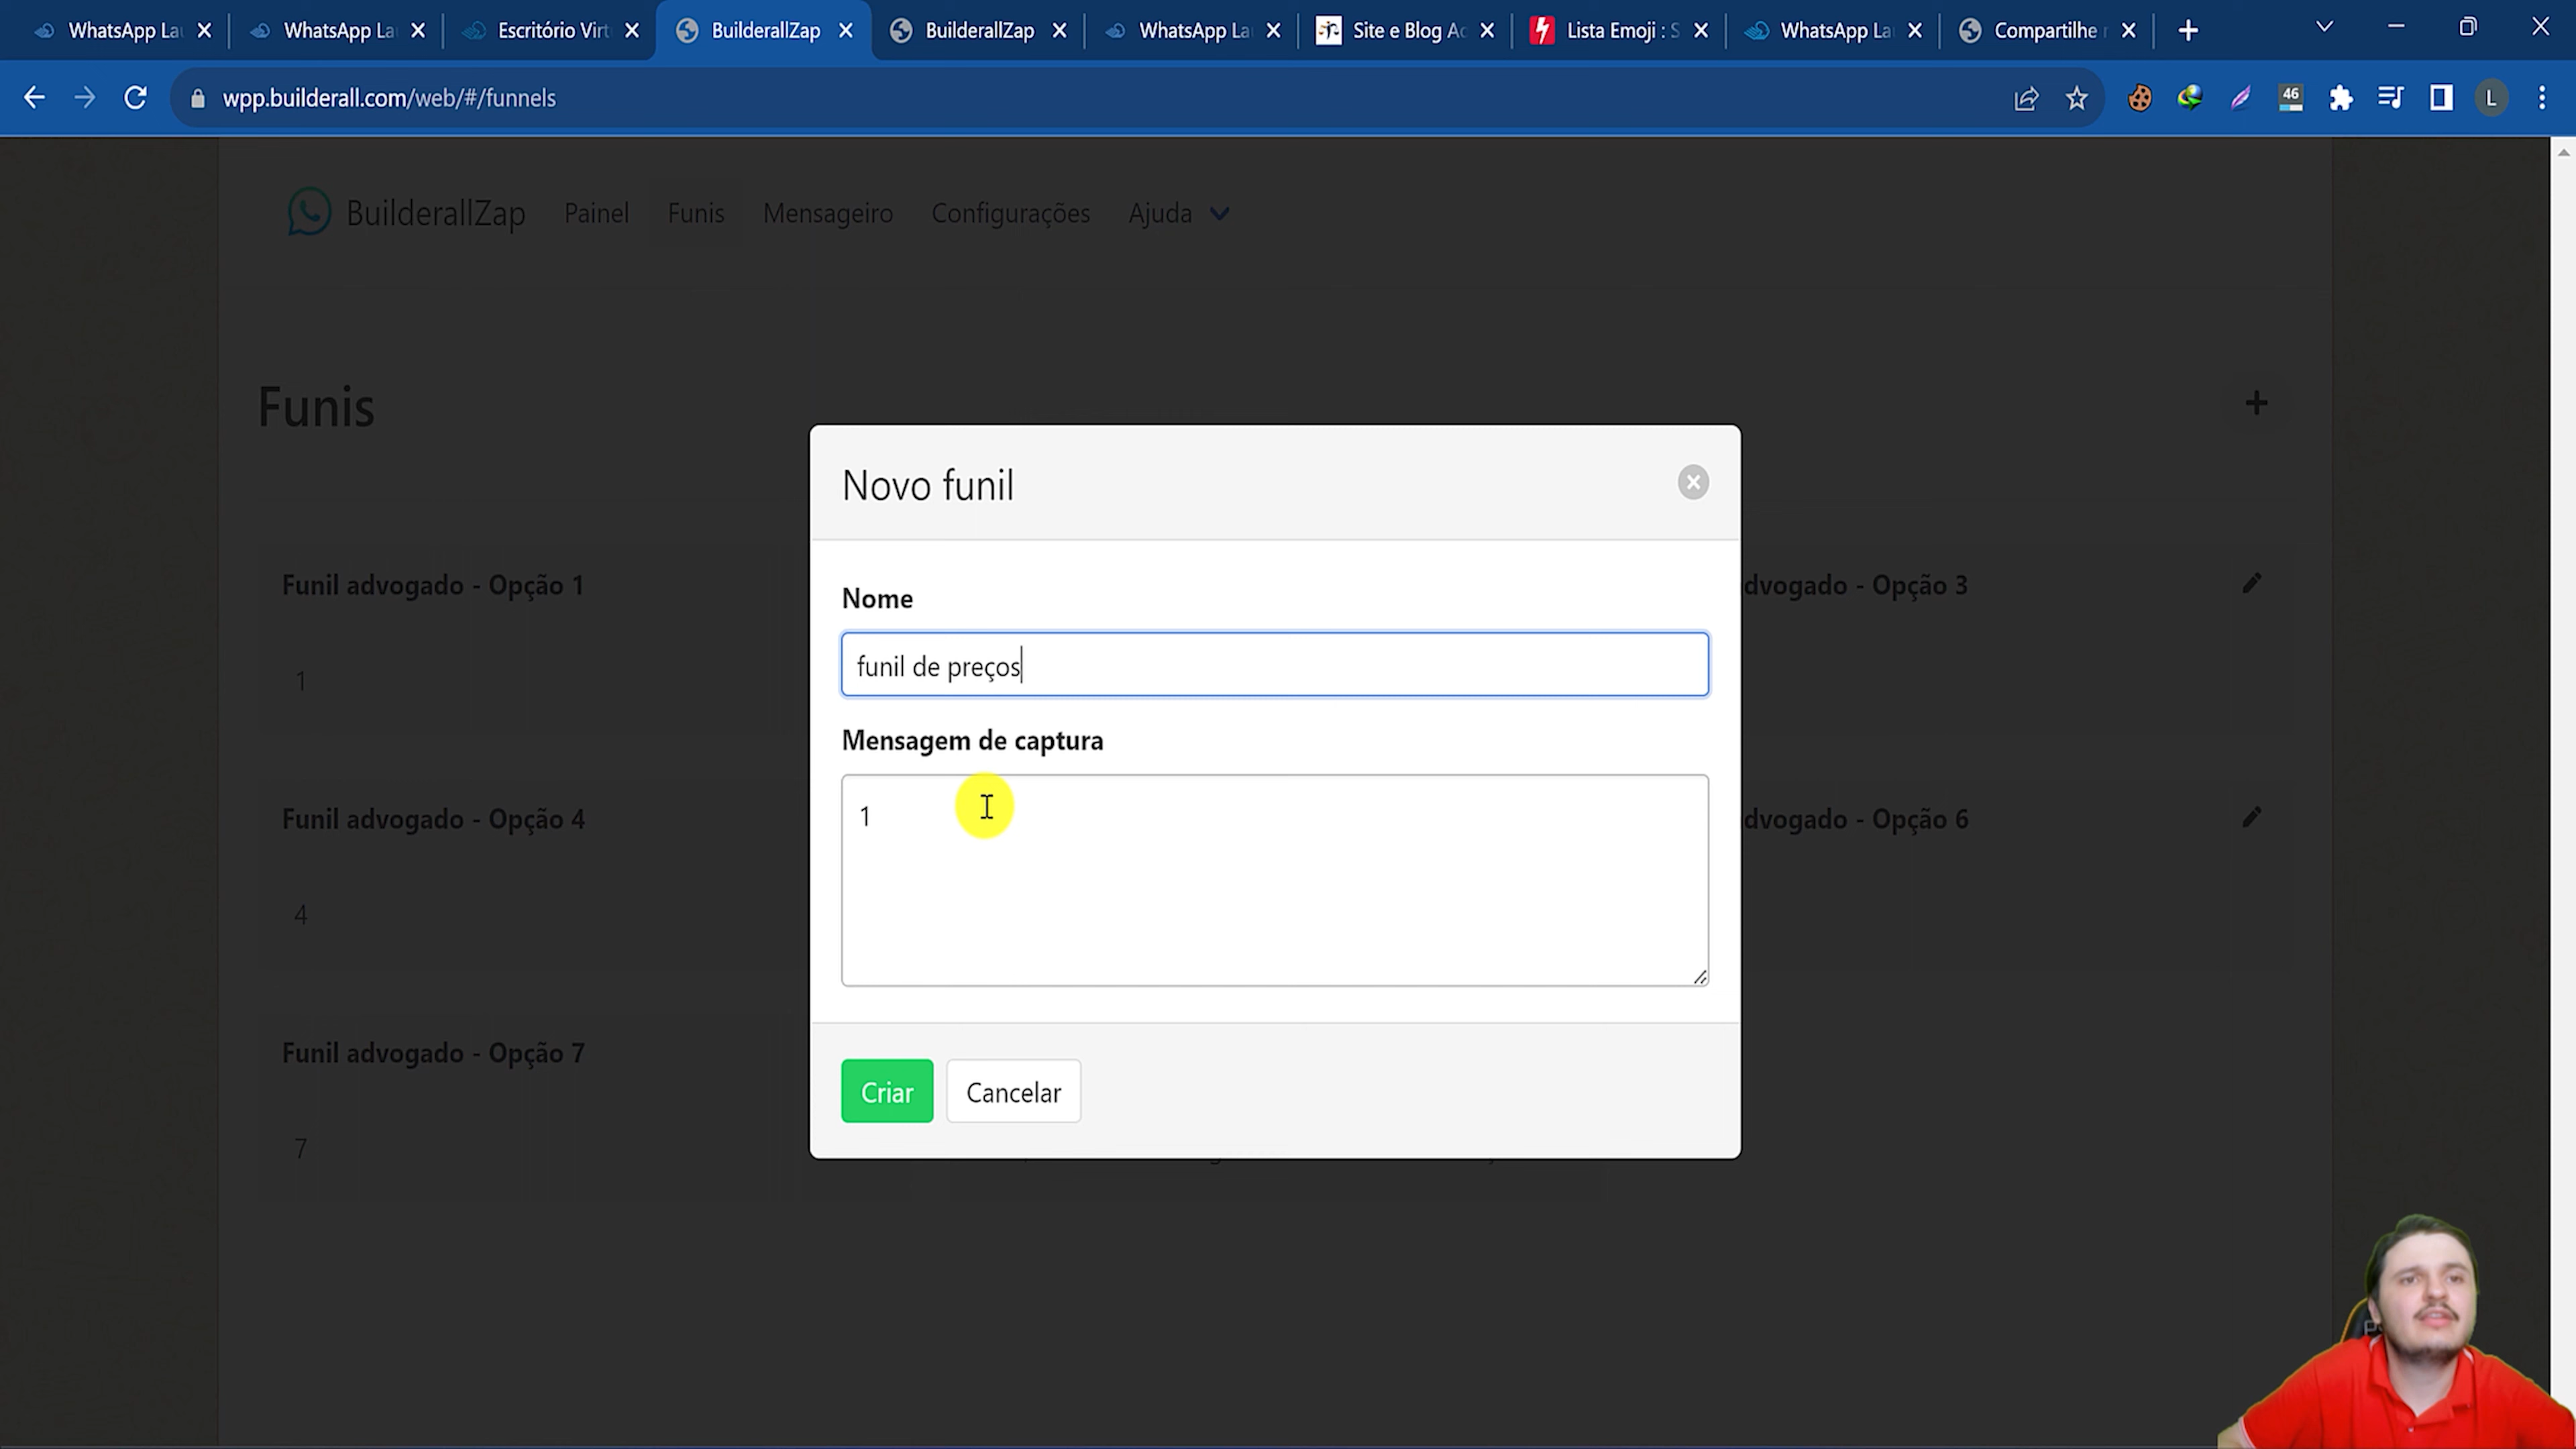 WhatsApp La
WhatsApp La
Escritório Virt
BuilderallZap
BuilderallZap
WhatsApp La
Site e Blog Ac
Lista Emoji : S
WhatsApp La
Compartilhe
wpp.builderall.com/web/#/funnels
46
L
BuilderallZap
Painel
Funis
Mensageiro
Configurações
Ajuda
Funis
Novo funil
Funil advogado - Opção 1
dvogado - Opção 3
Nome
funil de preços
1
Mensagem de captura
1
Funil advogado - Opção 4
dvogado - Opção 6
4
Funil advogado - Opção 7
Criar
Cancelar
7